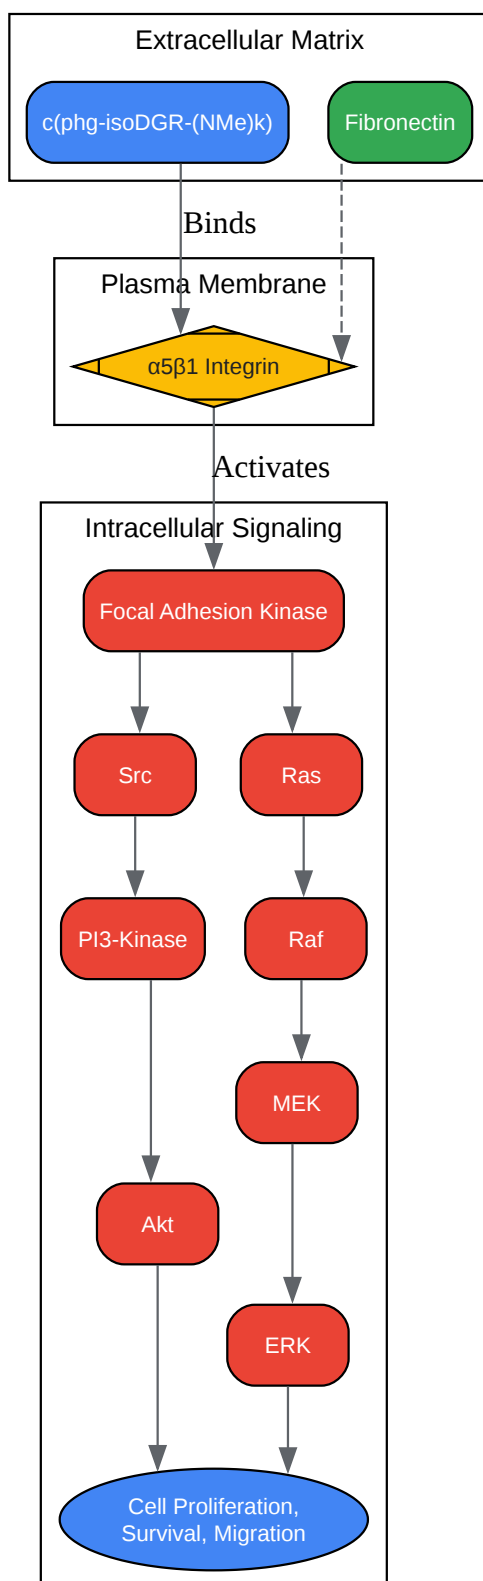 Extracellular Matrix
c(phg-isoDGR-(NMe)k)
Fibronectin
Binds
Plasma Membrane
α5β1 Integrin
Activates
Intracellular Signaling
Focal Adhesion Kinase
Src
Ras
PI3-Kinase
Raf
MEK
Akt
ERK
Cell Proliferation,
Survival, Migration